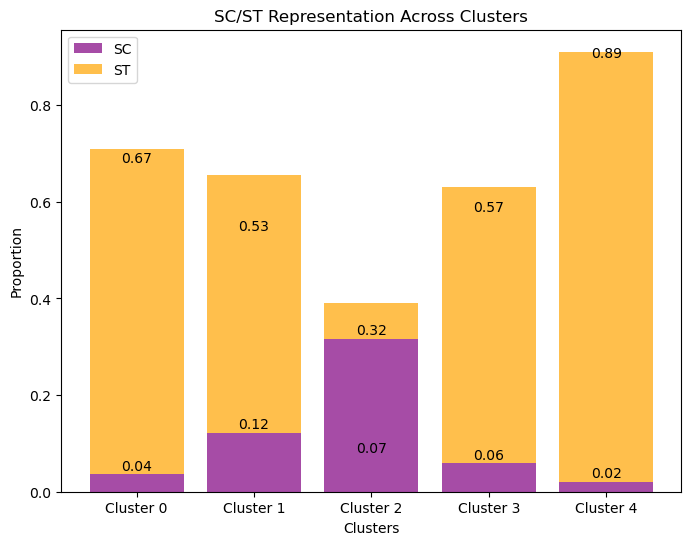 SC/ST Representation Across Clusters
SC
ST
0.89
0.67
0.53
0.57
0.32
0.12
0.07
0.04
0.06
0.02
0.8
0.6
0.4
0.2
0.0
Proportion
Cluster 0
Cluster 1
Cluster 2
Cluster 3
Cluster 4
Clusters